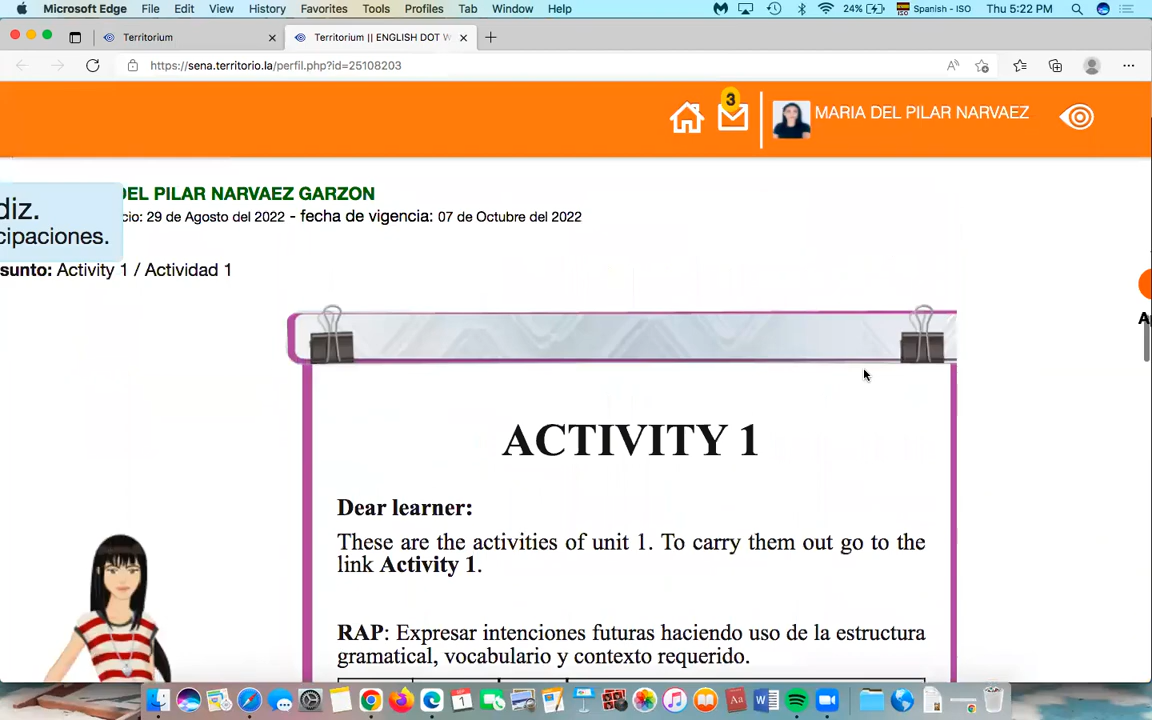 Microsoft Edge File Edit View History Favorites Tools Profiles Tab Window Help 24% Spanish - ISO Thu 5:22 PM
Territorium Territorium || ENGLISH DOT W
https://sena.territorio.la/perfil.php?id=25108203
3
MARIA DEL PILAR NARVAEZ
DEL PILAR NARVAEZ GARZON
diz.
cio: 29 de Agosto del 2022 - fecha de vigencia: 07 de Octubre del 2022
cipaciones.
sunto: Activity 1 / Actividad 1
ACTIVITY 1
Dear learner:
These are the activities of unit 1. To carry them out go to the
link Activity 1.
RAP: Expresar intenciones futuras haciendo uso de la estructura
gramatical, vocabulario y contexto requerido.